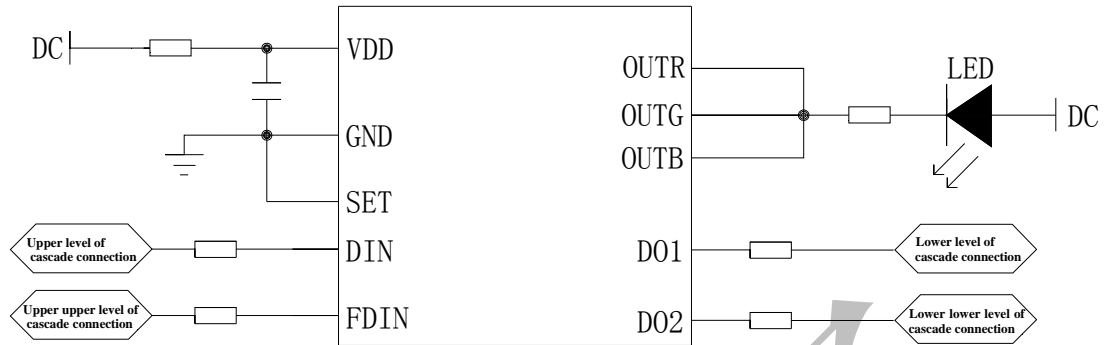 DC
VDD
GND
SET
DIN
FDIN
OUTR
OUTG
OUTB
DO1
DO2
LED
DC
Upper level of
cascade connection
Upper upper level of
cascade connection
Lower level of
cascade connection
Lower lower level of
cascade connection